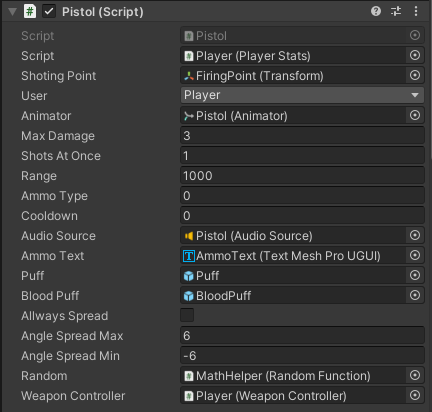 Pistol (Script)
Script Pistol
Script Player (Player Stats)
Shoting Point FiringPoint (Transform)
User Player
Animator Pistol (Animator)
Max Damage 3
Shots At Once 1
Range 1000
Ammo Type 0
Cooldown 0
Audio Source Pistol (Audio Source)
Ammo Text AmmoText (Text Mesh Pro UGUI)
Puff Puff
Blood Puff BloodPuff
Allways Spread
Angle Spread Max 6
Angle Spread Min -6
Random MathHelper (Random Function)
Weapon Controller Player (Weapon Controller)